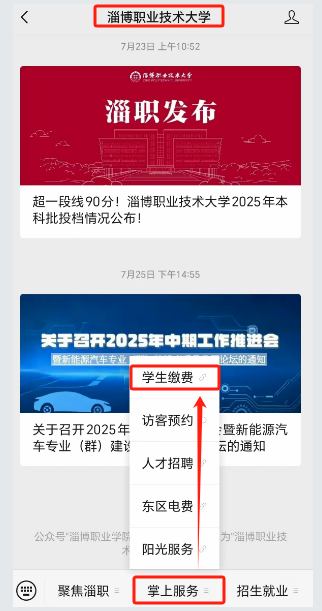 淄博职业技术大学
7月23日 上午10:52
淄博职业技术大学
淄职发布
超一段线90分！淄博职业技术大学2025年本
科批投档情况公布！
7月25日 下午14:55
关于召开2025年中期工作推进会
暨新能源汽车专业
论坛的通知
学生缴费
关于召开2025年
会暨新能源汽
车专业（群）建设
坛的通知
访客预约
人才招聘
东区电费
阳光服务
公众号"淄博职业学院
为"淄博职业技
术
聚焦淄职
掌上服务
招生就业